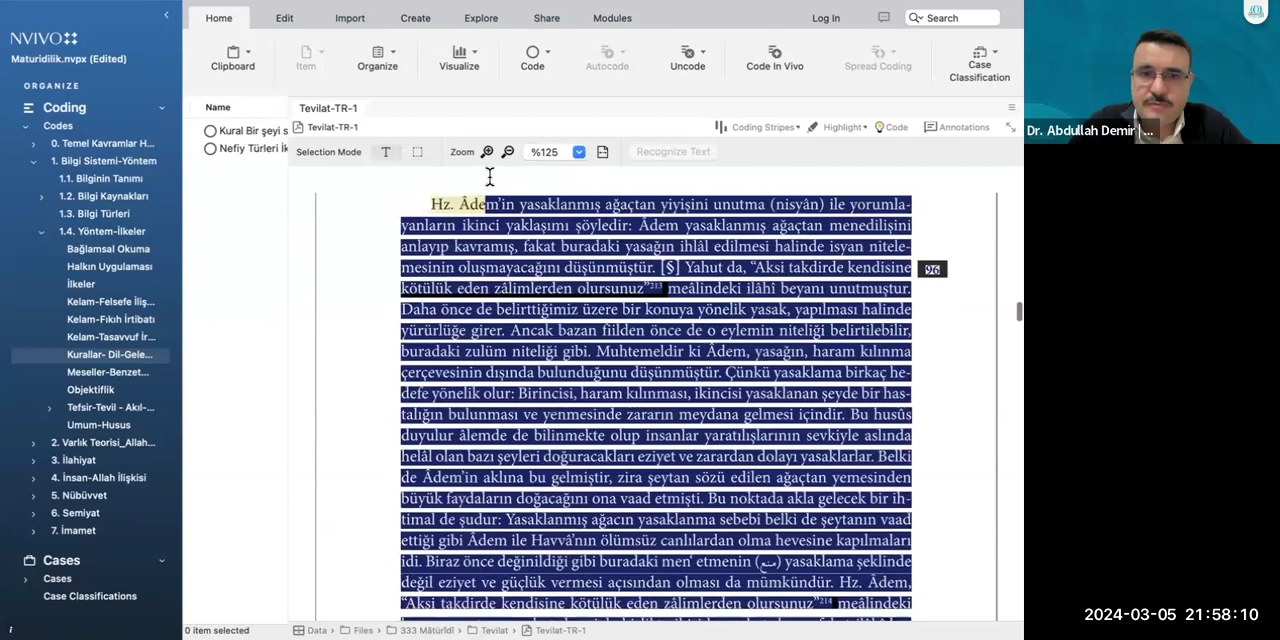 NVIVO
Maturidilik.nvpx (Edited)
ORGANIZE
Coding
Codes
0. Temel Kavramlar H...
1. Bilgi Sistemi-Yöntem
1.1. Bilginin Tanımı
1.2. Bilgi Kaynakları
1.3. Bilgi Türleri
1.4. Yöntem-İlkeler
Bağlamsal Okuma
Halkın Uygulaması
İlkeler
Kelam-Felsefe İliş...
Kelam-Fıkıh İrtibatı
Kelam-Tasavvuf İr...
Kurallar- Dil-Gele...
Meseller-Benzet...
Objektiflik
Tefsir-Tevil - Akıl-...
Umum-Husus
2. Varlık Teorisi_Allah...
3. İlahiyat
4. İnsan-Allah İlişkisi
5. Nübüvvet
6. Semiyat
7. İmamet
Cases
Cases
Case Classifications
Home Edit Import Create Explore Share Modules Log In Search
Clipboard Item Organize Visualize Code Autocode Uncode Code In Vivo Spread Coding Case Classification
Name
Kural Bir şeyi s
Nefiy Türleri İk
Tevilat-TR-1
Tevilat-TR-1 Coding Stripes Highlight Code Annotations
Selection Mode T Zoom %125 Recognize Text
Hz. Âdem’in yasaklanmış ağaçtan yiyişini unutma (nisyân) ile yorumla-
yanların ikinci yaklaşımı şöyledir: Âdem yasaklanmış ağaçtan menedilişini
anlayıp kavramış, fakat buradaki yasağın ihlâl edilmesi halinde isyan nitele-
mesinin oluşmayacağını düşünmüştür. [§] Yahut da, “Aksi takdirde kendisine
96
kötülük eden zâlimlerden olursunuz”²¹³ meâlindeki ilâhî beyanı unutmuştur.
Daha önce de belirttiğimiz üzere bir konuya yönelik yasak, yapılması halinde
yürürlüğe girer. Ancak bazan fiilden önce de o eylemin niteliği belirtilebilir,
buradaki zulüm niteliği gibi. Muhtemeldir ki Âdem, yasağın, haram kılınma
çerçevesinin dışında bulunduğunu düşünmüştür. Çünkü yasaklama birkaç he-
defe yönelik olur: Birincisi, haram kılınması, ikincisi yasaklanan şeyde bir has-
talığın bulunması ve yenmesinde zararın meydana gelmesi içindir. Bu husûs
duyulur âlemde de bilinmekte olup insanlar yaratılışlarının sevkiyle aslında
helâl olan bazı şeyleri doğuracakları eziyet ve zarardan dolayı yasaklarlar. Belki
de Âdem’in aklına bu gelmiştir, zira şeytan sözü edilen ağaçtan yemesinden
büyük faydaların doğacağını ona vaad etmişti. Bu noktada akla gelecek bir ih-
timal de şudur: Yasaklanmış ağacın yasaklanma sebebi belki de şeytanın vaad
ettiği gibi Âdem ile Havvâ’nın ölümsüz canlılardan olma hevesine kapılmaları
idi. Biraz önce değinildiği gibi buradaki men‘ etmenin (منع) yasaklama şeklinde
değil eziyet ve güçlük vermesi açısından olması da mümkündür. Hz. Âdem,
“Aksi takdirde kendisine kötülük eden zâlimlerden olursunuz”²¹⁴ meâlindeki
0 item selected Data Files 333 Mâtürîdî Tevilat Tevilat-TR-1
Dr. Abdullah Demir | ...
2024-03-05 21:58:10